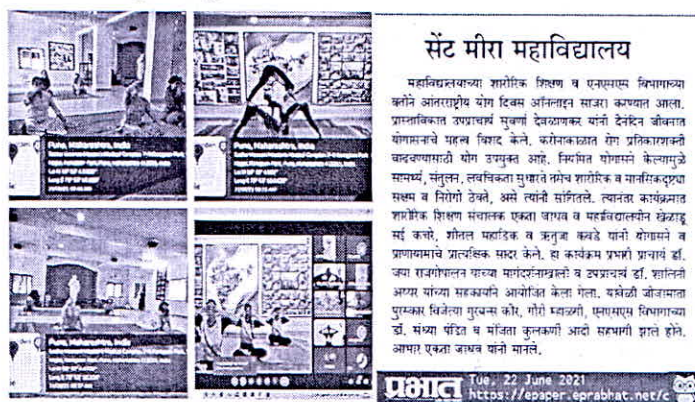 सेंट मीरा महाविद्यालय
महाविद्यालयाच्या शारीरिक शिक्षण व एनएसएस विभागाच्या
वतीने आंतरराष्ट्रीय योग दिवस ऑनलाइन साजरा करण्यात आला.
प्रास्ताविकात उपप्राचार्य सुवर्णा देवळाणकर यांनी दैनंदिन जीवनात
योगासनाचे महत्त्व विशद केले. करोनाकाळात रोग प्रतिकारशक्ती
वाढवण्यासाठी योग उपयुक्त आहे. नियमित योगासने केल्यामुळे
सामर्थ्य, संतुलन, लवचिकता सुधारते तसेच शारीरिक व मानसिकदृष्ट्या
सक्षम व निरोगी ठेवते, असे त्यांनी सांगितले. त्यानंतर कार्यक्रमात
शारीरिक शिक्षण संचालक एकता जाधव व महाविद्यालयीन खेळाडू
सई कचरे, शीतल महाडिक व ऋतुजा कवडे यांनी योगासने व
प्राणायामाचे प्रात्यक्षिक सादर केले. हा कार्यक्रम प्रभारी प्राचार्य डॉ.
जया राजगोपालन यांच्या मार्गदर्शनाखाली व उपप्राचार्य डॉ. शालिनी
अय्यर यांच्या सहकार्याने आयोजित केला गेला. यावेळी जीजामाता
पुरस्कार विजेत्या गुरबन्स कौर, गौरी म्हाळगी, एनएसएस विभागाच्या
डॉ. संध्या पंडित व मंजिता कुलकर्णी आदी सहभागी झाले होते.
आभार एकता जाधव यांनी मानले.
Pune, Maharashtra, India
Pune, Maharashtra, India
Pune, Maharashtra, India
प्रभात Tue, 22 June 2021
https://epaper.eprabhat.net/c